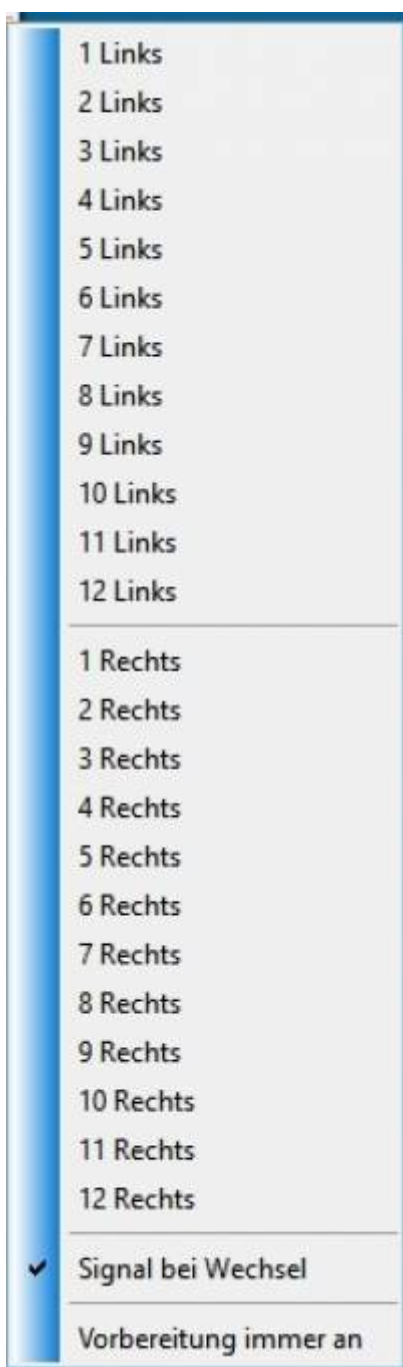 1 Links
2 Links
3 Links
4 Links
5 Links
6 Links
7 Links
8 Links
9 Links
10 Links
11 Links
12 Links
1 Rechts
2 Rechts
3 Rechts
4 Rechts
5 Rechts
6 Rechts
7 Rechts
8 Rechts
9 Rechts
10 Rechts
11 Rechts
12 Rechts
Signal bei Wechsel
Vorbereitung immer an